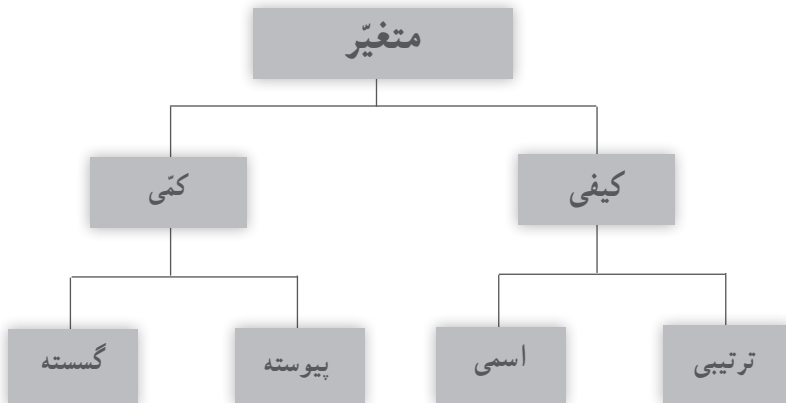 متغیّر
کیفی
کمّی
ترتیبی
اسمی
پیوسته
گسسته